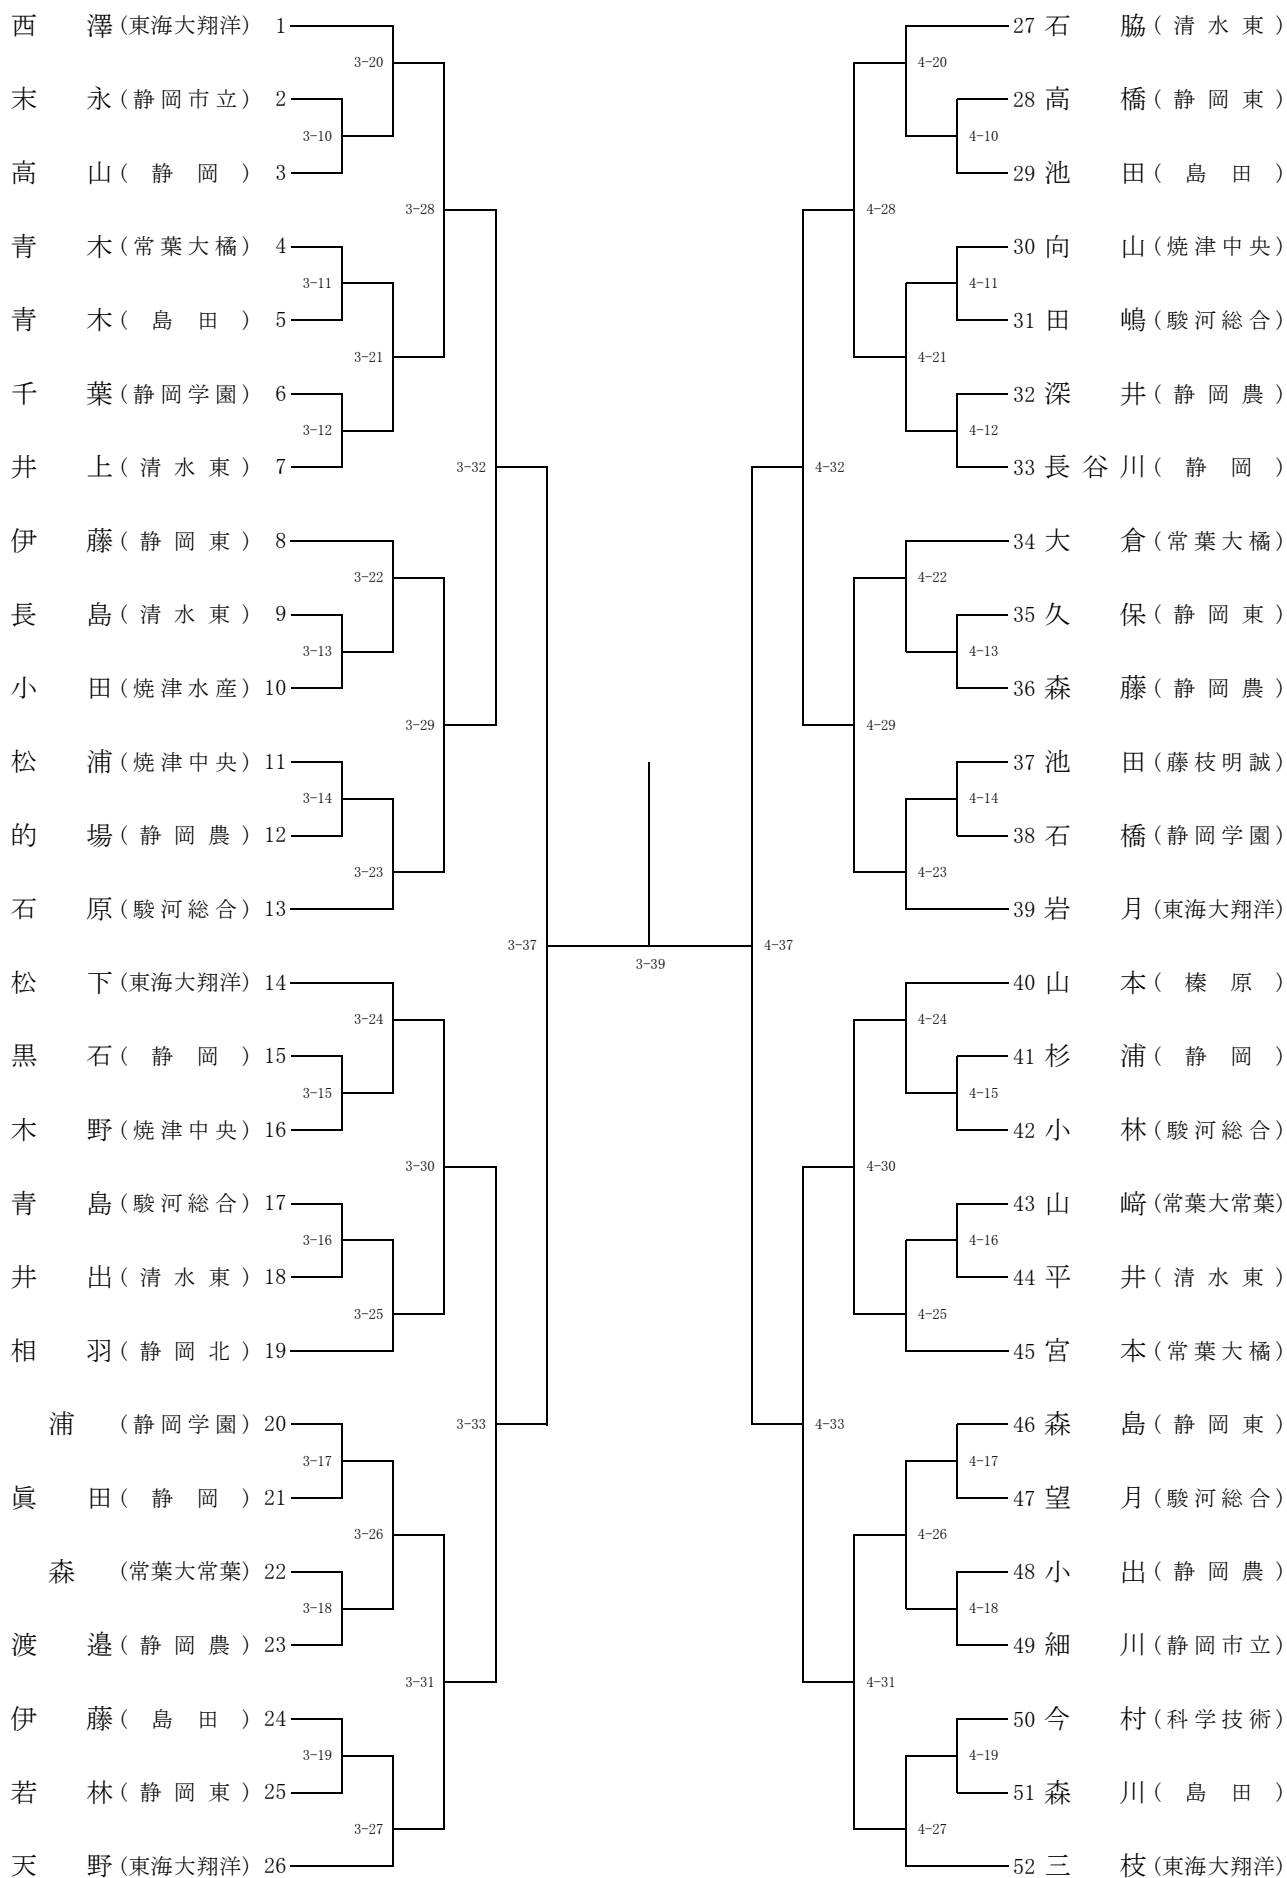 西澤(東海大翔洋) 1
3-20
末永(静岡市立) 2
3-10
高山(静岡) 3
3-28
青木(常葉大橘) 4
3-11
青木(島田) 5
3-21
千葉(静岡学園) 6
3-12
井上(清水東) 7
3-32
伊藤(静岡東) 8
3-22
長島(清水東) 9
3-13
小田(焼津水産) 10
3-29
松浦(焼津中央) 11
3-14
的場(静岡農) 12
3-23
石原(駿河総合) 13
3-37
松下(東海大翔洋) 14
3-24
黒石(静岡) 15
3-15
木野(焼津中央) 16
3-30
青島(駿河総合) 17
3-16
井出(清水東) 18
3-25
相羽(静岡北) 19
浦(静岡学園) 20
3-33
3-17
眞田(静岡) 21
3-26
森(常葉大常葉) 22
3-18
渡邉(静岡農) 23
3-31
伊藤(島田) 24
3-19
若林(静岡東) 25
3-27
天野(東海大翔洋) 26
3-39
27 石脇(清水東)
4-20
28 高橋(静岡東)
4-10
29 池田(島田)
4-28
30 向山(焼津中央)
4-11
31 田嶋(駿河総合)
4-21
32 深井(静岡農)
4-12
33 長谷川(静岡)
4-32
34 大倉(常葉大橘)
4-22
35 久保(静岡東)
4-13
36 森藤(静岡農)
4-29
37 池田(藤枝明誠)
4-14
38 石橋(静岡学園)
4-23
39 岩月(東海大翔洋)
4-37
40 山本(榛原)
4-24
41 杉浦(静岡)
4-15
42 小林(駿河総合)
4-30
43 山﨑(常葉大常葉)
4-16
44 平井(清水東)
4-25
45 宮本(常葉大橘)
46 森島(静岡東)
4-33
4-17
47 望月(駿河総合)
4-26
48 小出(静岡農)
4-18
49 細川(静岡市立)
4-31
50 今村(科学技術)
4-19
51 森川(島田)
4-27
52 三枝(東海大翔洋)